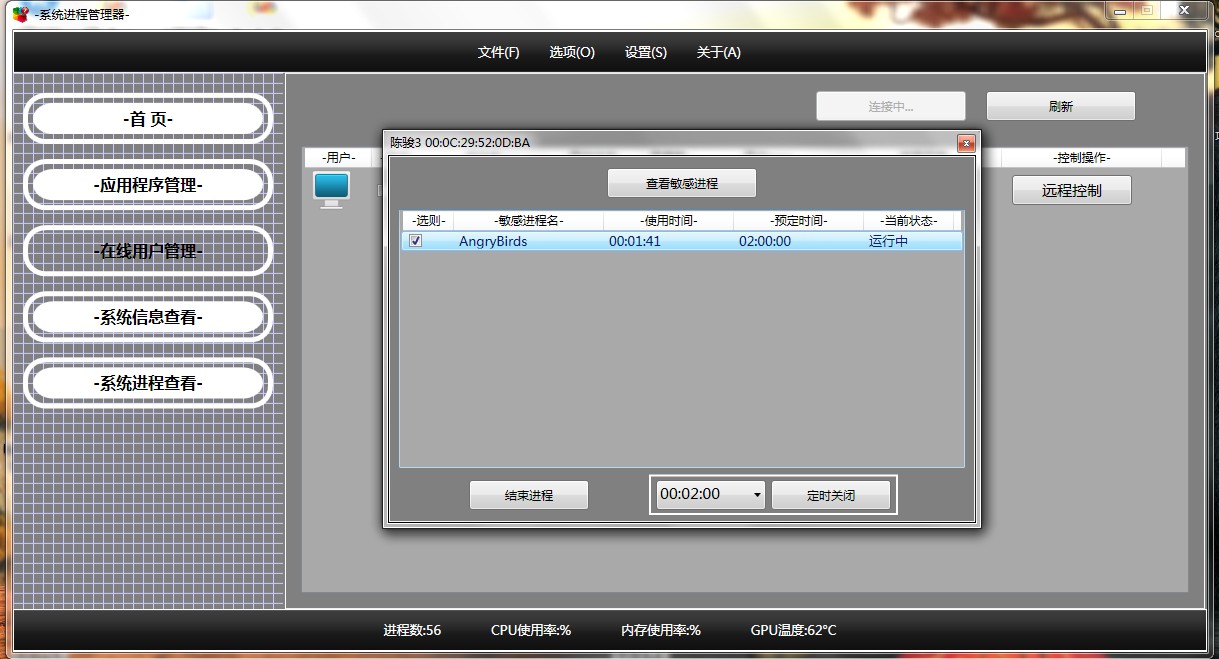 -系统进程管理器-
文件(F) 选项(O) 设置(S) 关于(A)
-首 页-
-应用程序管理-
-在线用户管理-
-系统信息查看-
-系统进程查看-
连接中... 刷新
-用户- -控制操作-
远程控制
陈骏3 00:0C:29:52:0D:BA
查看敏感进程
-选则- -敏感进程名- -使用时间- -预定时间- -当前状态-
AngryBirds 00:01:41 02:00:00 运行中
结束进程 00:02:00 定时关闭
进程数:56 CPU使用率:% 内存使用率:% GPU温度:62°C